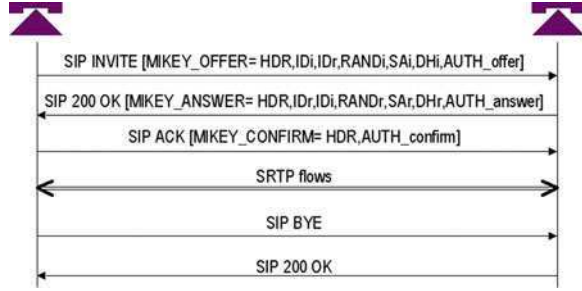 SIP INVITE [MIKEY_OFFER= HDR,IDi,IDr,RANDi,SAi,DHi,AUTH_offer]
SIP 200 OK [MIKEY_ANSWER= HDR,IDr,IDi,RANDr,SAr,DHr,AUTH_answer]
SIP ACK [MIKEY_CONFIRM= HDR,AUTH_confirm]
SRTP flows
SIP BYE
SIP 200 OK